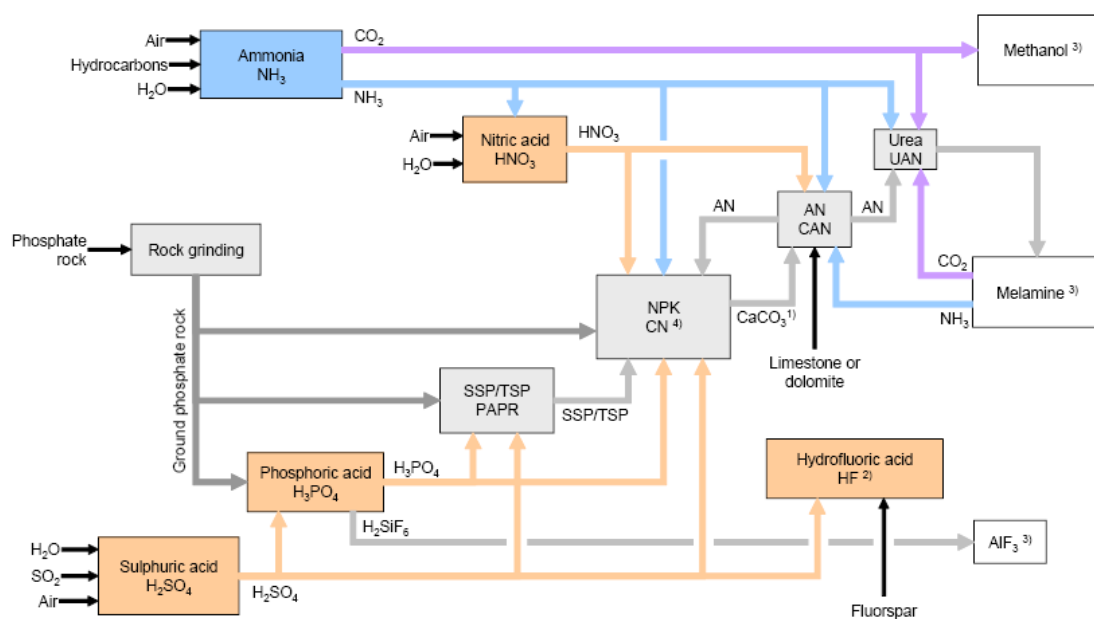 CO2
Air
Ammonia
NH3
Methanol 3)
Hydrocarbons
H2O
NH3
Air
Nitric acid
HNO3
HNO3
H2O
Urea
UAN
AN
AN
CAN
AN
Phosphate
rock
Rock grinding
CO2
Melamine 3)
NH3
NPK
CN 4)
CaCO3 1)
Limestone or
dolomite
Ground phosphate rock
SSP/TSP
PAPR
SSP/TSP
Phosphoric acid
H3PO4
H3PO4
Hydrofluoric acid
HF 2)
H2SiF6
AlF3 3)
H2O
SO2
Air
Sulphuric acid
H2SO4
H2SO4
Fluorspar